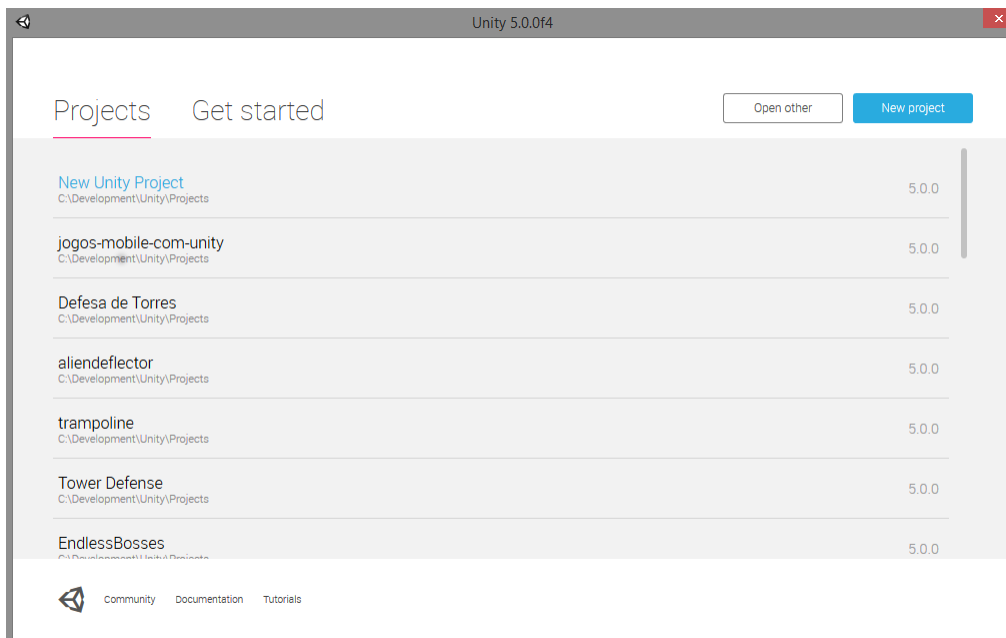 Unity 5.0.0f4
Projects Get started Open other New project
New Unity Project
C:\Development\Unity\Projects
5.0.0
jogos-mobile-com-unity
C:\Development\Unity\Projects
5.0.0
Defesa de Torres
C:\Development\Unity\Projects
5.0.0
aliendeflector
C:\Development\Unity\Projects
5.0.0
trampoline
C:\Development\Unity\Projects
5.0.0
Tower Defense
C:\Development\Unity\Projects
5.0.0
EndlessBosses
C:\Development\Unity\Projects
5.0.0
Community Documentation Tutorials